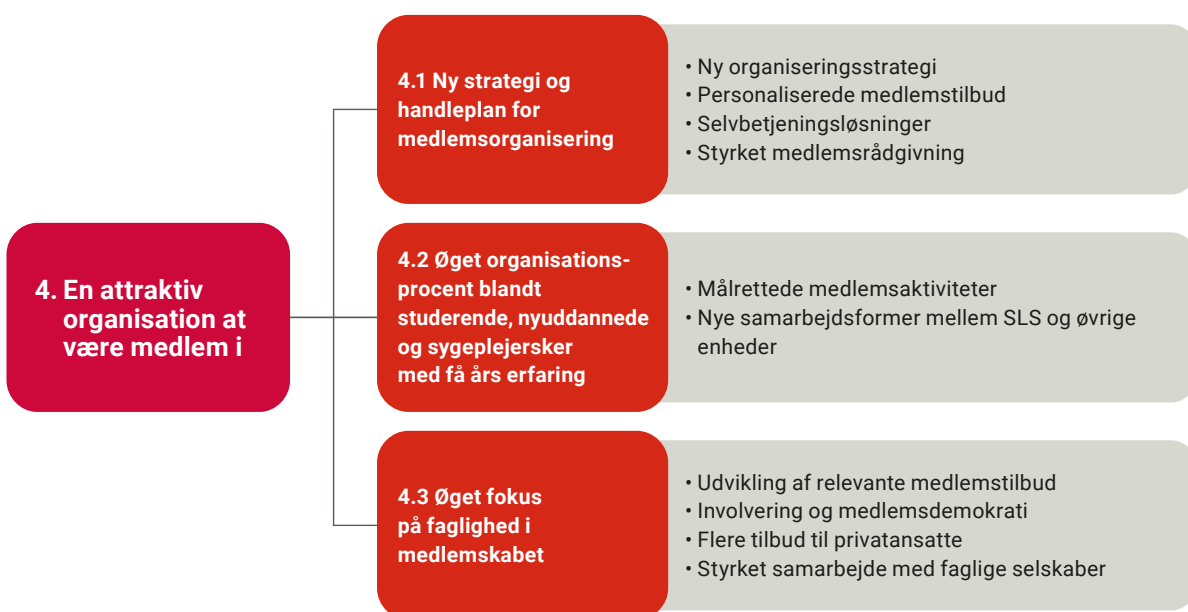 4. En attraktiv
organisation at
være medlem i
4.1 Ny strategi og
handleplan for
medlemsorganisering
• Ny organiseringsstrategi
• Personaliserede medlemstilbud
• Selvbetjeningsløsninger
• Styrket medlemsrådgivning
4.2 Øget organisations-
procent blandt
studerende, nyuddannede
og sygeplejersker
med få års erfaring
• Målrettede medlemsaktiviteter
• Nye samarbejdsformer mellem SLS og øvrige
enheder
4.3 Øget fokus
på faglighed i
medlemskabet
• Udvikling af relevante medlemstilbud
• Involvering og medlemsdemokrati
• Flere tilbud til privatansatte
• Styrket samarbejde med faglige selskaber